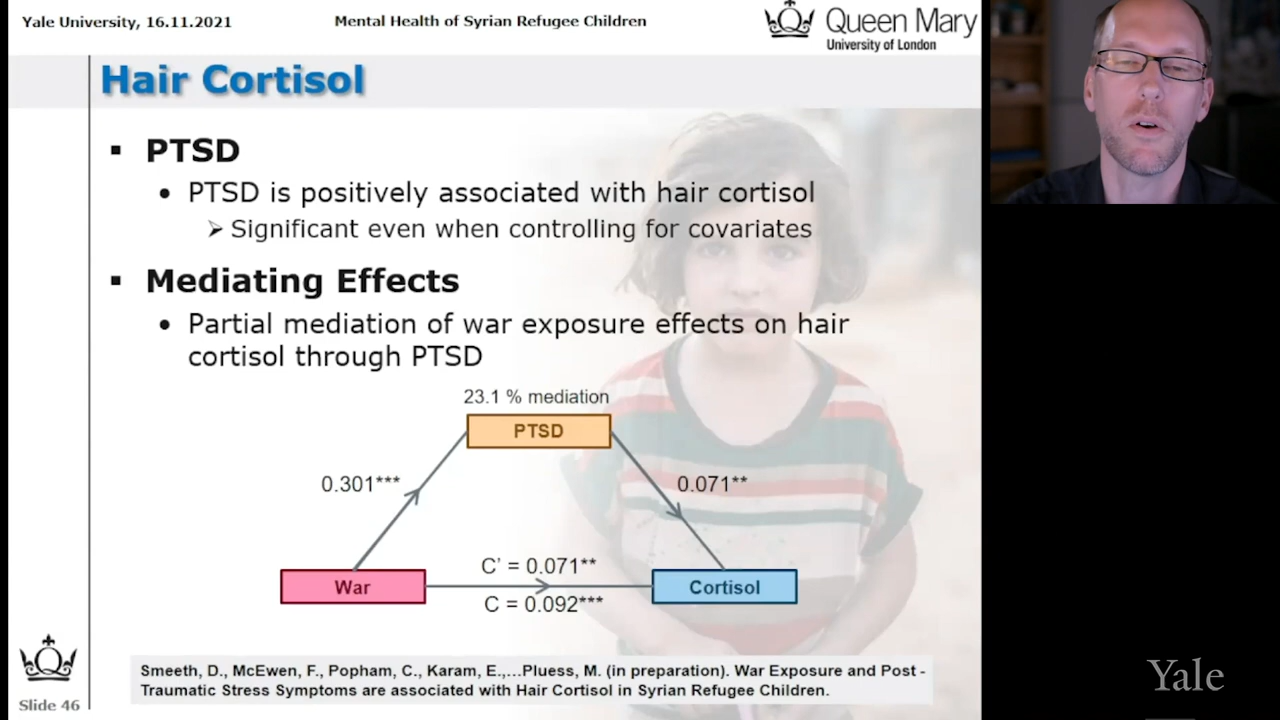 Yale University, 16.11.2021
Mental Health of Syrian Refugee Children
Queen Mary
University of London
Hair Cortisol
▪ PTSD
• PTSD is positively associated with hair cortisol
➢ Significant even when controlling for covariates
▪ Mediating Effects
• Partial mediation of war exposure effects on hair
cortisol through PTSD
23.1 % mediation
PTSD
0.301***
0.071**
C' = 0.071**
War
Cortisol
C = 0.092***
Smeeth, D., McEwen, F., Popham, C., Karam, E.,…Pluess, M. (in preparation). War Exposure and Post -
Traumatic Stress Symptoms are associated with Hair Cortisol in Syrian Refugee Children.
Slide 46
Yale